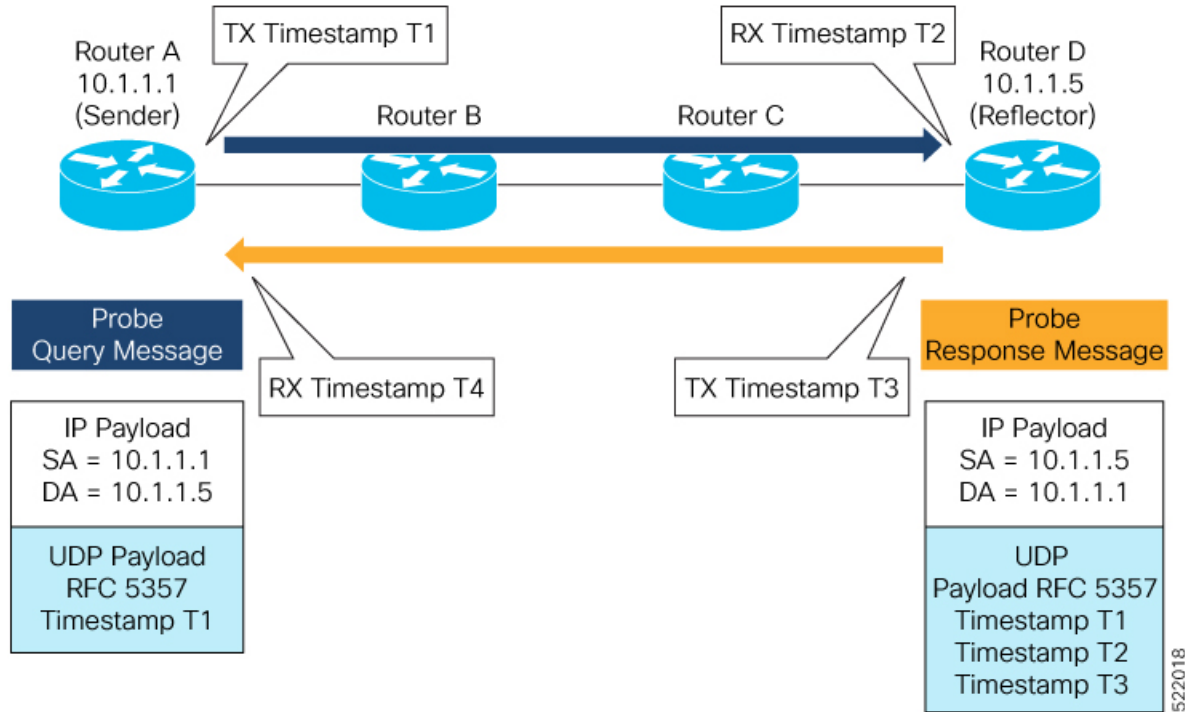 TX Timestamp T1
RX Timestamp T2
Router A
10.1.1.1
(Sender)
Router B
Router C
Router D
10.1.1.5
(Reflector)
Probe
Query Message
RX Timestamp T4
TX Timestamp T3
Probe
Response Message
IP Payload
SA = 10.1.1.1
DA = 10.1.1.5
UDP Payload
RFC 5357
Timestamp T1
IP Payload
SA = 10.1.1.5
DA = 10.1.1.1
UDP
Payload RFC 5357
Timestamp T1
Timestamp T2
Timestamp T3
522018